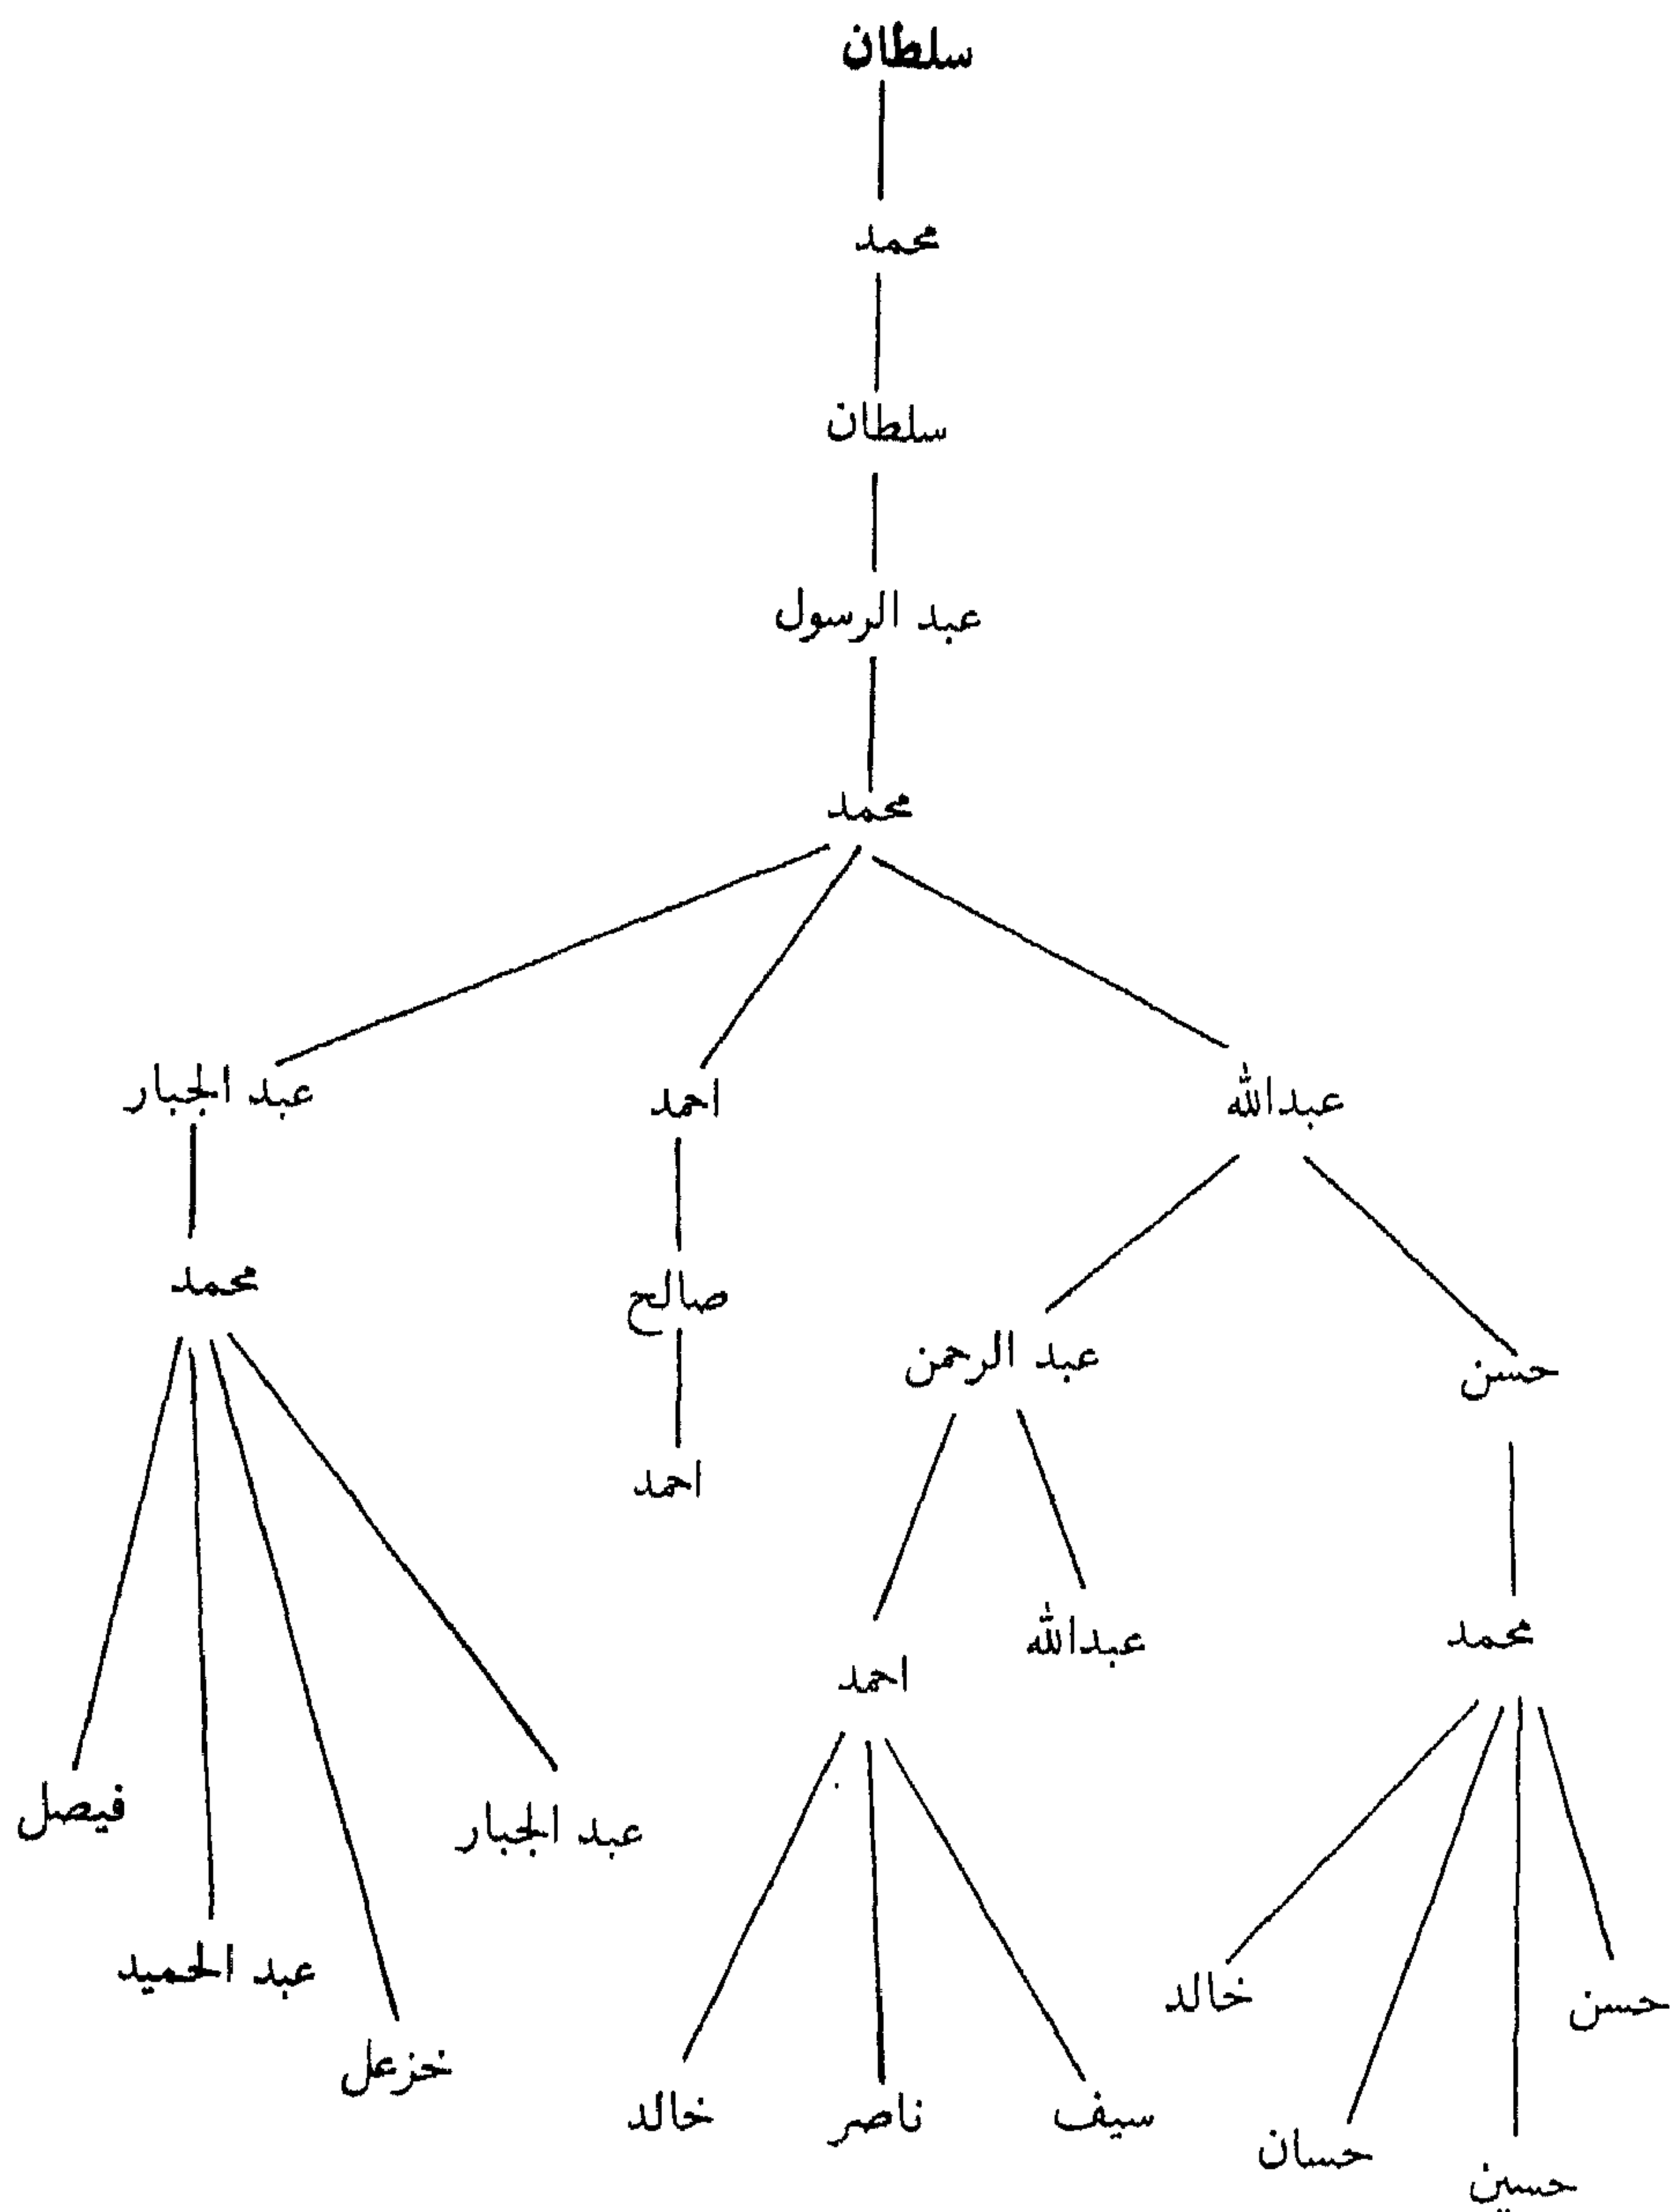 سلطان
محمد
سلطان
عبد الرسول
محمد
عبدالله
احمد
عبد الجبار
حسن
عبد الرحمن
صالح
محمد
محمد
عبدالله
احمد
احمد
عبد الجبار
فيصل
حسن
خالد
عبد الحميد
خزعل
سيف
ناصر
خالد
حسان
حسين